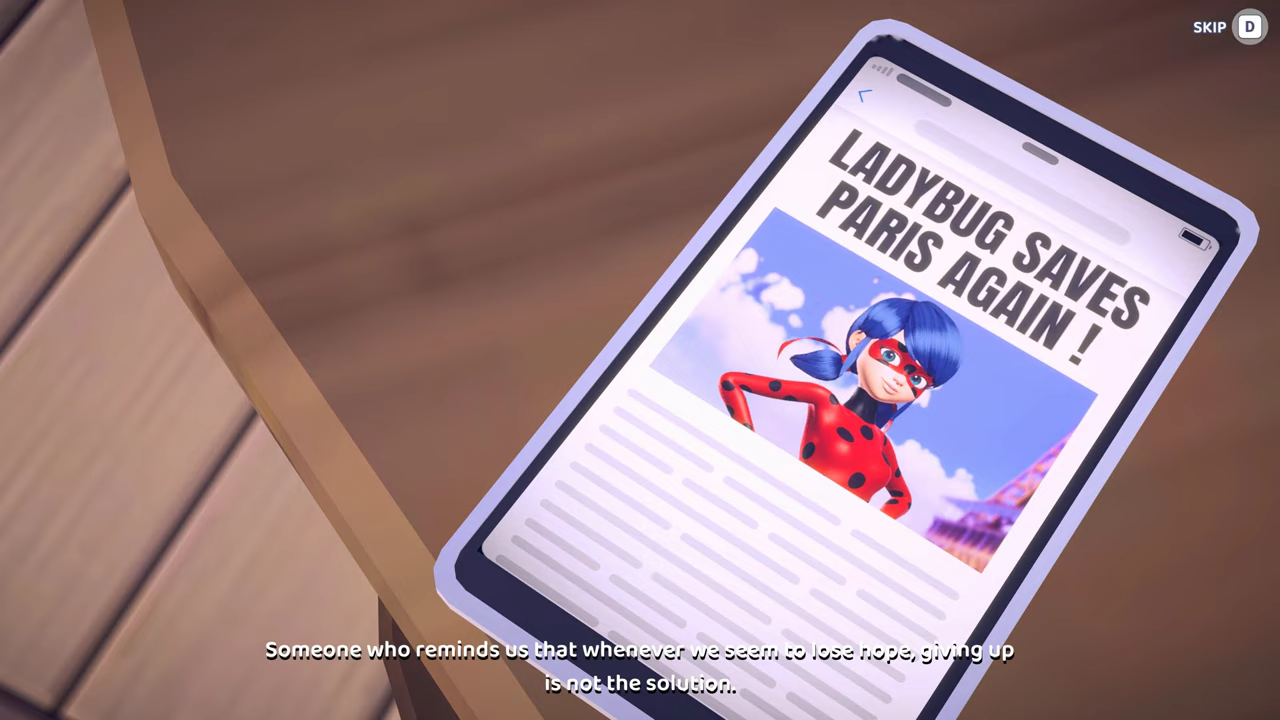 SKIP D
LADYBUG SAVES
PARIS AGAIN !
Someone who reminds us that whenever we seem to lose hope, giving up
is not the solution.